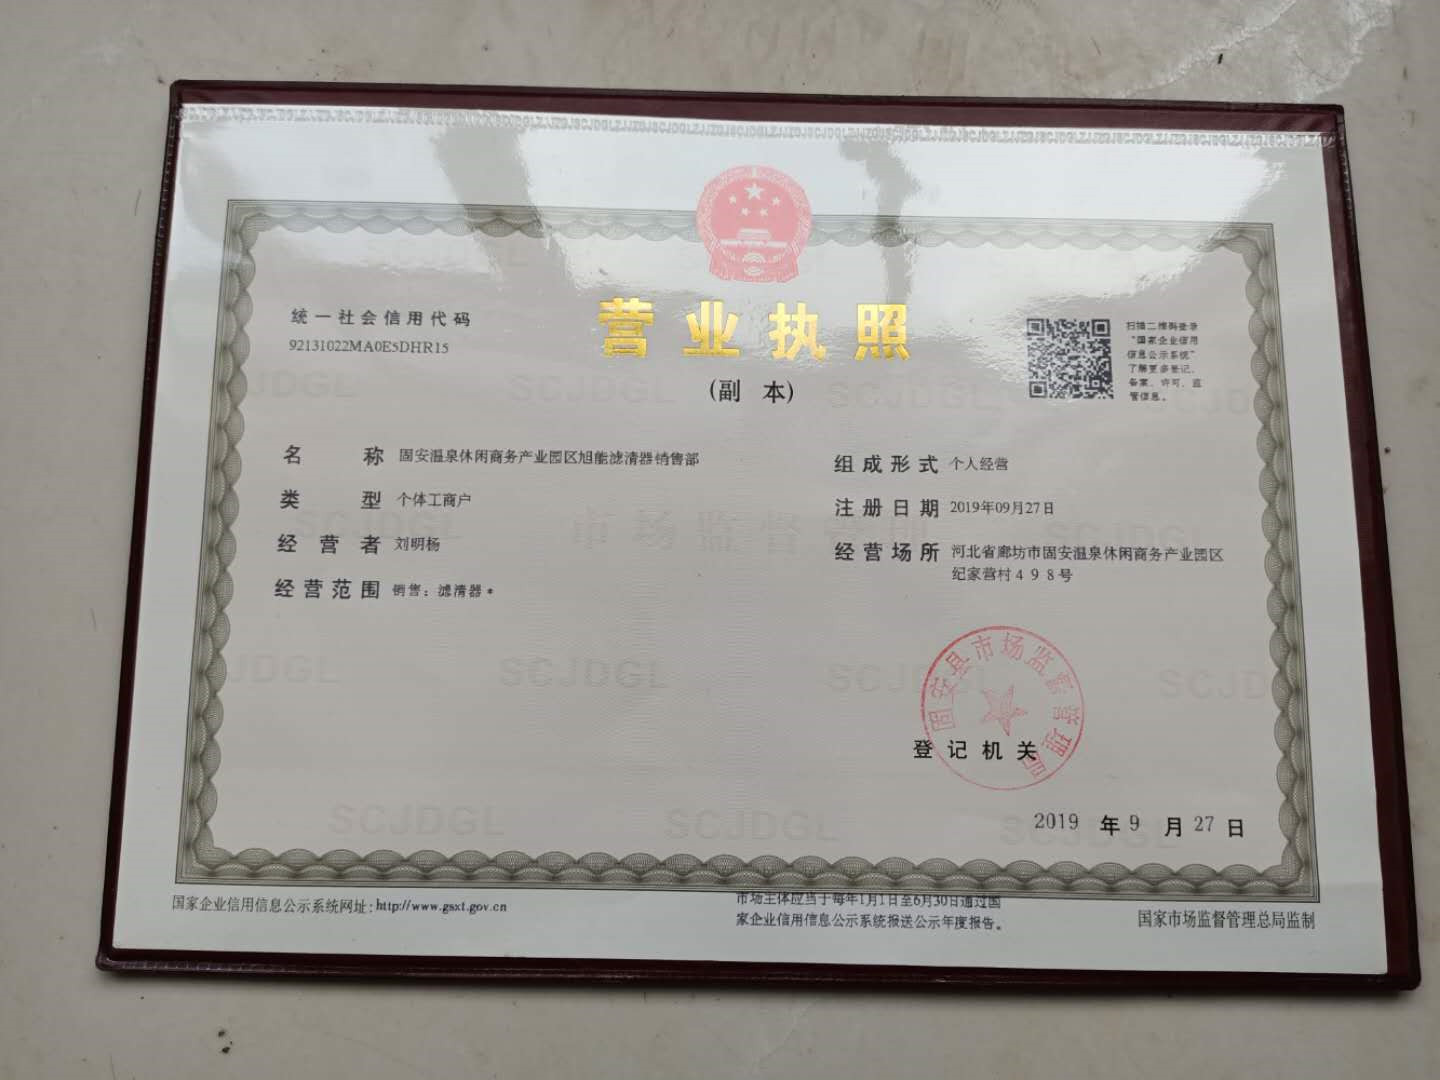 统一社会信用代码
92131022MA0E5DHR15
营业执照
(副 本)
扫描二维码登录
“国家企业信用
信息公示系统”
了解更多登记、
备案、许可、监
管信息。
名 称 固安温泉休闲商务产业园区旭能滤清器销售部
类 型 个体工商户
经 营 者 刘明杨
经营范围 销售：滤清器*
组成形式 个人经营
注册日期 2019年09月27日
经营场所 河北省廊坊市固安温泉休闲商务产业园区
纪家营村４９８号
固安县市场监督管理局
登记机关
2019 年 9 月 27 日
国家企业信用信息公示系统网址：http://www.gsxt.gov.cn
市场主体应当于每年1月1日至6月30日通过国
家企业信用信息公示系统报送公示年度报告。
国家市场监督管理总局监制